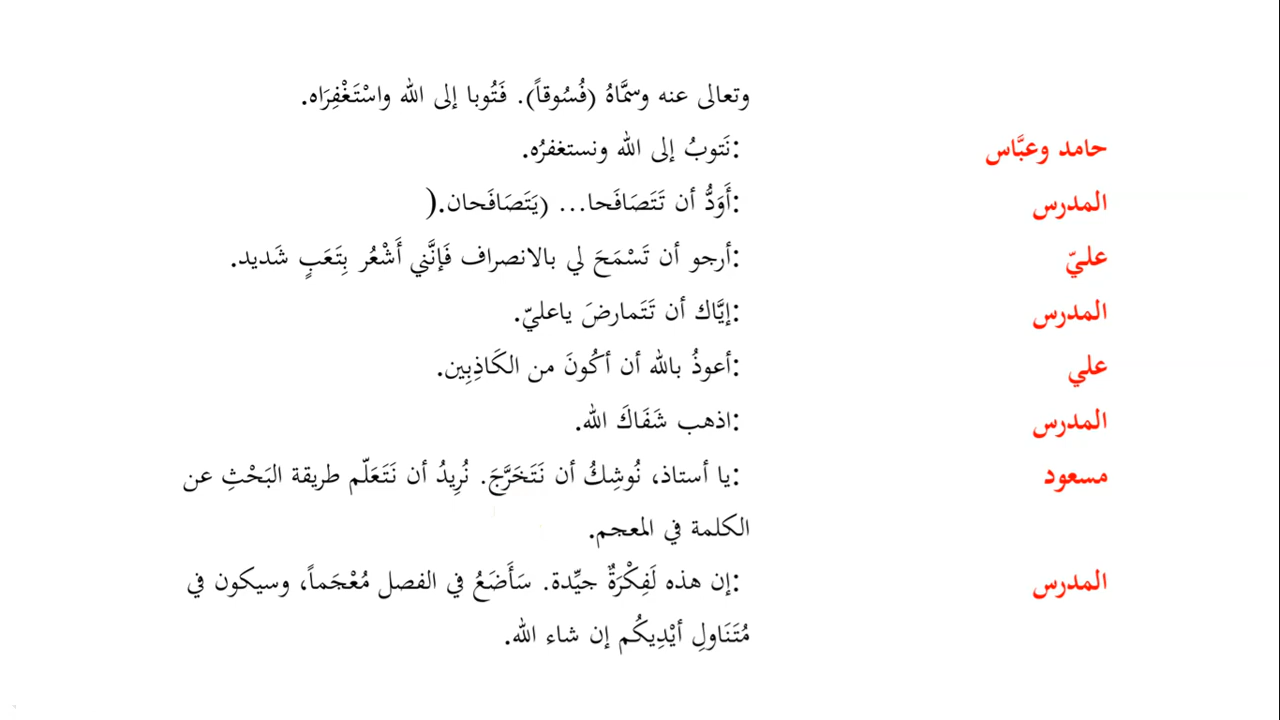 وتعالى عنه وسمَّاهُ (فُسُوقاً). فَتُوبا إلى الله واسْتَغْفِرَاه.
حامد وعبَّاس :نَتوبُ إلى الله ونستغفرُه.
المدرس :أَوَدُّ أن تَتَصَافَحا... (يَتَصَافَحان.(
عليّ :أرجو أن تَسْمَحَ لي بالانصراف فَإنَّني أَشْعُر بِتَعَبٍ شَديد.
المدرس :إيَّاك أن تَتَمارضَ ياعليّ.
علي :أعوذُ بالله أن أكُونَ من الكَاذِبِين.
المدرس :اذهب شَفَاكَ الله.
مسعود :يا أستاذ، نُوشِكُ أن نَتَخَرَّجَ. نُرِيدُ أن نَتَعَلّم طريقة البَحْثِ عن
الكلمة في المعجم.
المدرس :إن هذه لَفِكْرَةٌ جيِّدة. سَأَضَعُ في الفصل مُعْجَماً، وسيكون في
مُتَنَاولِ أيْدِيكُم إن شاء الله.